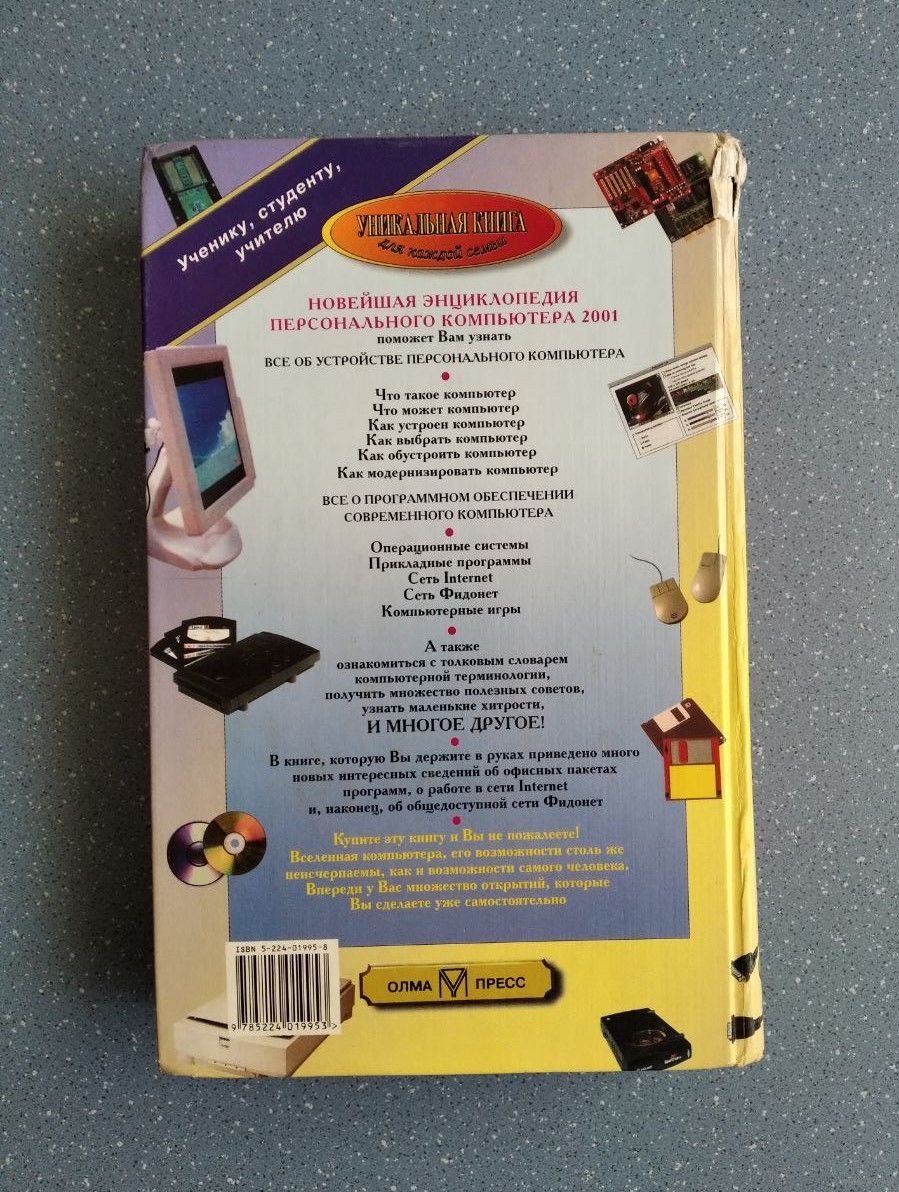 Ученику, студенту,
учителю
УНИКАЛЬНАЯ КНИГА
для каждой семьи
НОВЕЙШАЯ ЭНЦИКЛОПЕДИЯ
ПЕРСОНАЛЬНОГО КОМПЬЮТЕРА 2001
поможет Вам узнать
ВСЕ ОБ УСТРОЙСТВЕ ПЕРСОНАЛЬНОГО КОМПЬЮТЕРА
•
Что такое компьютер
Что может компьютер
Как устроен компьютер
Как выбрать компьютер
Как обустроить компьютер
Как модернизировать компьютер
ВСЕ О ПРОГРАММНОМ ОБЕСПЕЧЕНИИ
СОВРЕМЕННОГО КОМПЬЮТЕРА
•
Операционные системы
Прикладные программы
Сеть Internet
Сеть Фидонет
Компьютерные игры
•
А также
ознакомиться с толковым словарем
компьютерной терминологии,
получить множество полезных советов,
узнать маленькие хитрости,
И МНОГОЕ ДРУГОЕ!
•
В книге, которую Вы держите в руках приведено много
новых интересных сведений об офисных пакетах
программ, о работе в сети Internet
и, наконец, об общедоступной сети Фидонет
•
Купите эту книгу и Вы не пожалеете!
Вселенная компьютера, его возможности столь же
неисчерпаемы, как и возможности самого человека.
Впереди у Вас множество открытий, которые
Вы сделаете уже самостоятельно
ISBN 5-224-01995-8
9 785224 019953 >
ОЛМА ПРЕСС